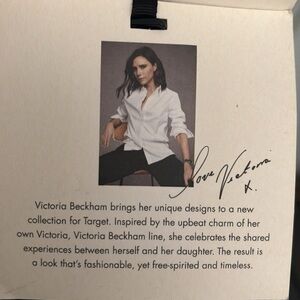 Love Victoria
x.
Victoria Beckham brings her unique designs to a new
collection for Target. Inspired by the upbeat charm of her
own Victoria, Victoria Beckham line, she celebrates the shared
experiences between herself and her daughter. The result is
a look that's fashionable, yet free-spirited and timeless.